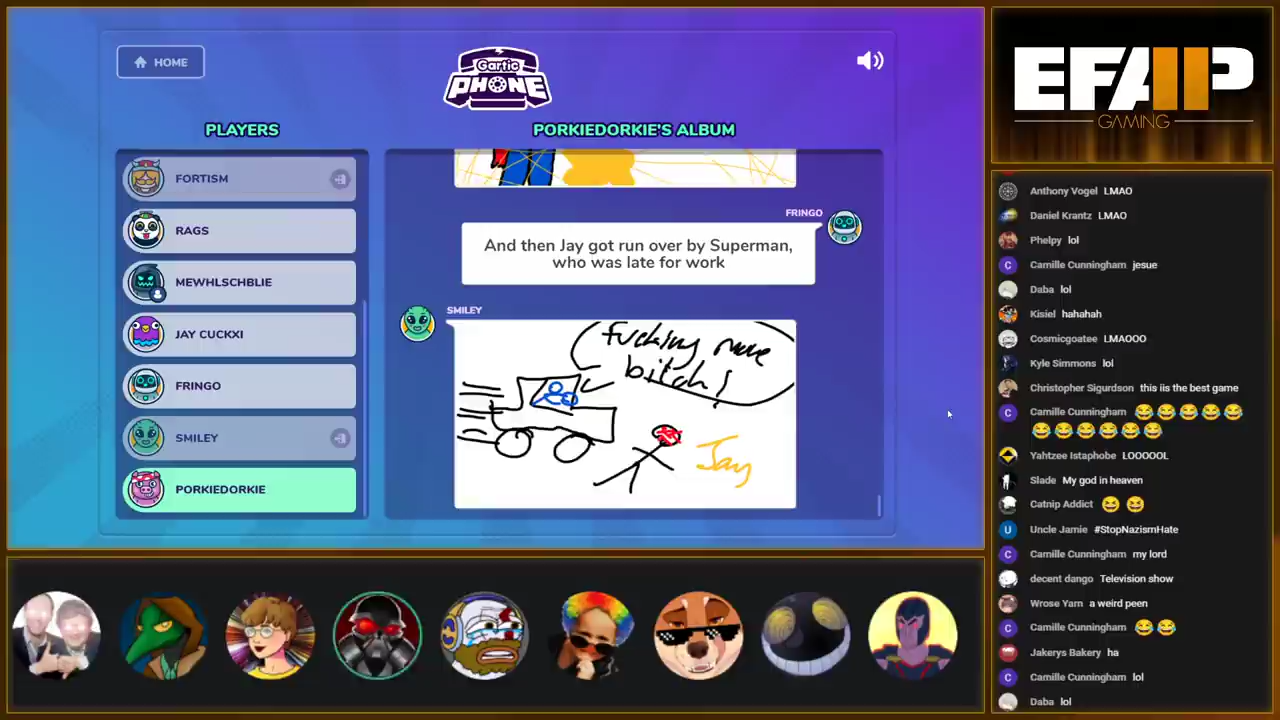 HOME
Gartic
PHONE
PLAYERS
FORTISM
RAGS
MEWHLSCHBLIE
JAY CUCKXI
FRINGO
SMILEY
PORKIEDORKIE
PORKIEDORKIE'S ALBUM
FRINGO
And then Jay got run over by Superman,
who was late for work
SMILEY
fucking move
bitch!
Jay
EFAP
GAMING
Anthony Vogel LMAO
Daniel Krantz LMAO
Phelpy lol
C Camille Cunningham jesue
Daba lol
Kisiel hahahah
Cosmicgoatee LMAOOO
Kyle Simmons lol
Christopher Sigurdson this iis the best game
C Camille Cunningham 😂😂😂😂😂
😂😂😂😂😂😂
Yahtzee Istaphobe LOOOOOL
Slade My god in heaven
Catnip Addict 😆 😆
U Uncle Jamie #StopNazismHate
C Camille Cunningham my lord
decent dango Television show
Wrose Yarn a weird peen
C Camille Cunningham 😂😂
Jakerys Bakery ha
C Camille Cunningham lol
Daba lol